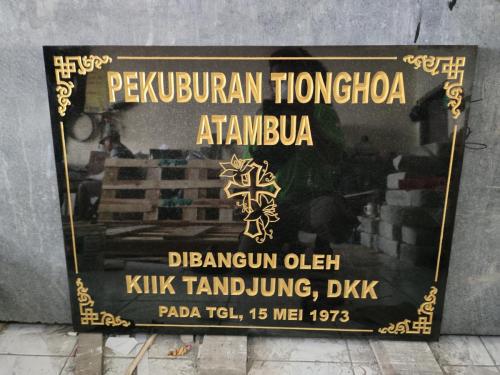 PEKUBURAN TIONGHOA
ATAMBUA
DIBANGUN OLEH
KIIK TANDJUNG, DKK
PADA TGL, 15 MEI 1973